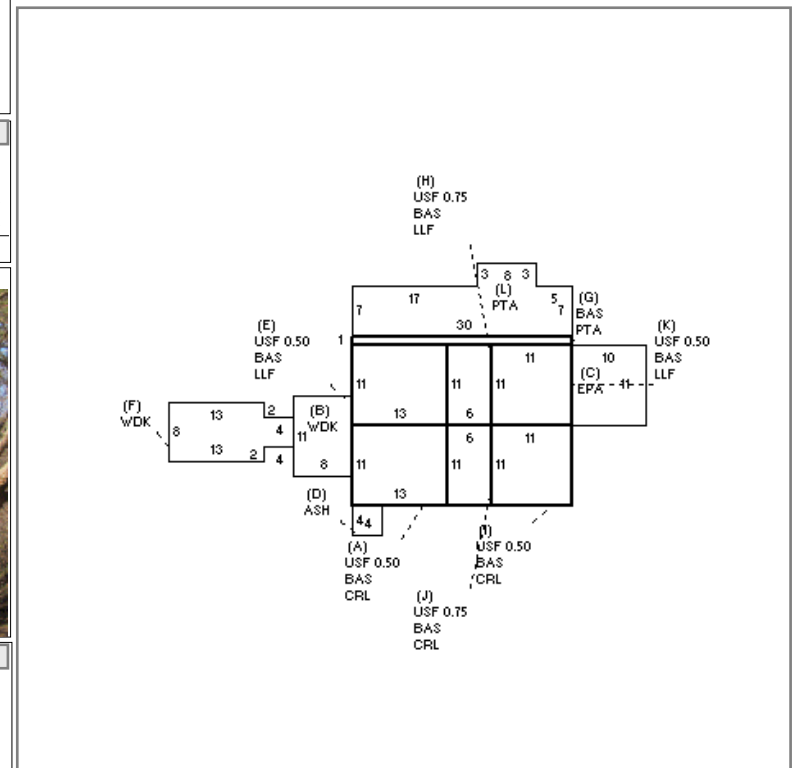 (H)
USF 0.75
BAS
LLF
3 8 3
(L)
PTA
17
5
7
7
30
(G)
BAS
PTA
(E)
USF 0.50
BAS
LLF
1
(K)
USF 0.50
BAS
LLF
11
10
(C)
EPA
11
11
11
11
13
6
(F)
WDK
13
2
8
4
(B)
WDK
11
13
2
4
8
6
11
11
11
11
13
(D)
ASH
4 4
(A)
USF 0.50
BAS
CRL
USF 0.50
BAS
CRL
(J)
USF 0.75
BAS
CRL